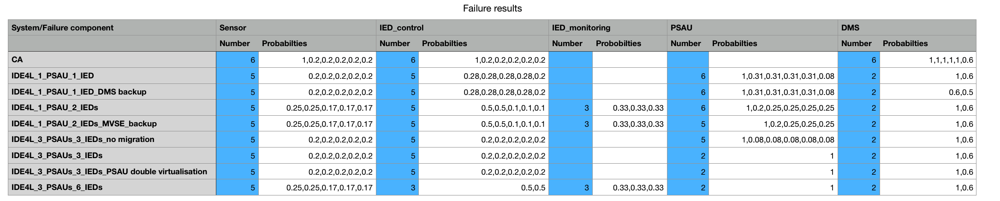 Failure results
System/Failure component Sensor IED_control IED_monitoring PSAU DMS
Number Probabilties Number Probabilties Number Probobilties Number Probabilties Number Probabilties
CA 6 1,0.2,0.2,0.2,0.2,0.2 6 1,0.2,0.2,0.2,0.2,0.2 6 1,1,1,1,1,0.6
IDE4L_1_PSAU_1_IED 5 0.2,0.2,0.2,0.2,0.2 5 0.28,0.28,0.28,0.28,0.2 6 1,0.31,0.31,0.31,0.31,0.08 2 1,0.6
IDE4L_1_PSAU_1_IED_DMS backup 5 0.2,0.2,0.2,0.2,0.2 5 0.28,0.28,0.28,0.28,0.2 6 1,0.31,0.31,0.31,0.31,0.08 2 0.6,0.5
IDE4L_1_PSAU_2_IEDs 5 0.25,0.25,0.17,0.17,0.17 5 0.5,0.5,0.1,0.1,0.1 3 0.33,0.33,0.33 6 1,0.2,0.25,0.25,0.25,0.25 2 1,0.6
IDE4L_1_PSAU_2_IEDs_MVSE_backup 5 0.25,0.25,0.17,0.17,0.17 5 0.5,0.5,0.1,0.1,0.1 3 0.33,0.33,0.33 5 1,0.2,0.25,0.25,0.25 2 1,0.6
IDE4L_3_PSAUs_3_IEDs_no migration 5 0.2,0.2,0.2,0.2,0.2 5 0.2,0.2,0.2,0.2,0.2 5 1,0.08,0.08,0.08,0.08,0.08 2 1,0.6
IDE4L_3_PSAUs_3_IEDs 5 0.2,0.2,0.2,0.2,0.2 5 0.2,0.2,0.2,0.2,0.2 2 1 2 1,0.6
IDE4L_3_PSAUs_3_IEDs_PSAU double virtualisation 5 0.2,0.2,0.2,0.2,0.2 5 0.2,0.2,0.2,0.2,0.2 2 1 2 1,0.6
IDE4L_3_PSAUs_6_IEDs 5 0.25,0.25,0.17,0.17,0.17 3 0.5,0.5 3 0.33,0.33,0.33 2 1 2 1,0.6